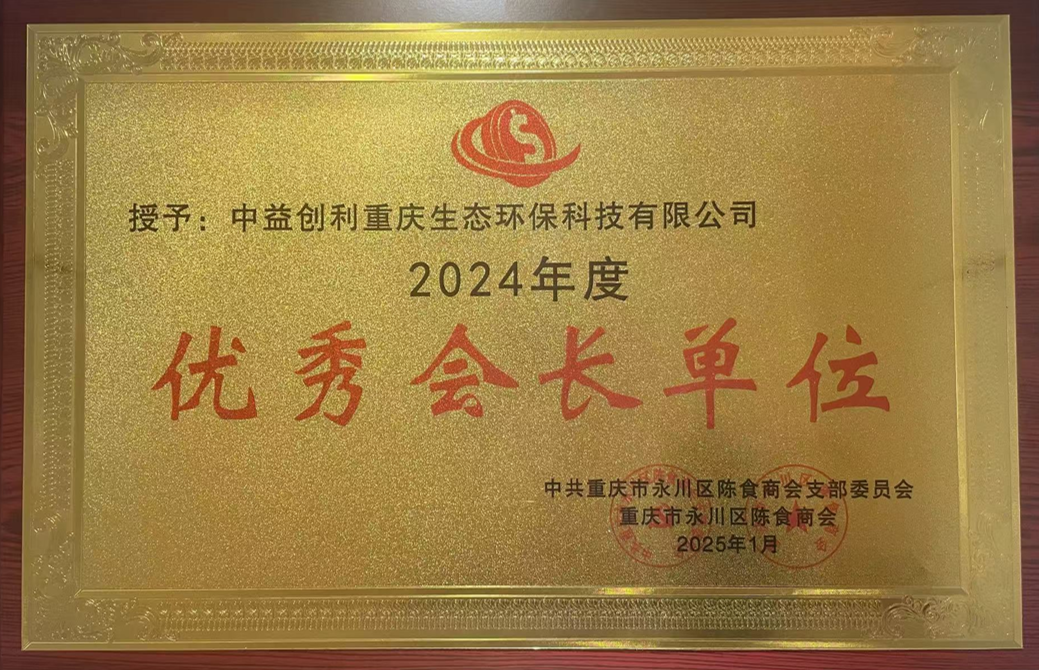 授予：中益创利重庆生态环保科技有限公司
2024年度
优秀会长单位
中共重庆市永川区陈食商会支部委员会
重庆市永川区陈食商会
2025年1月